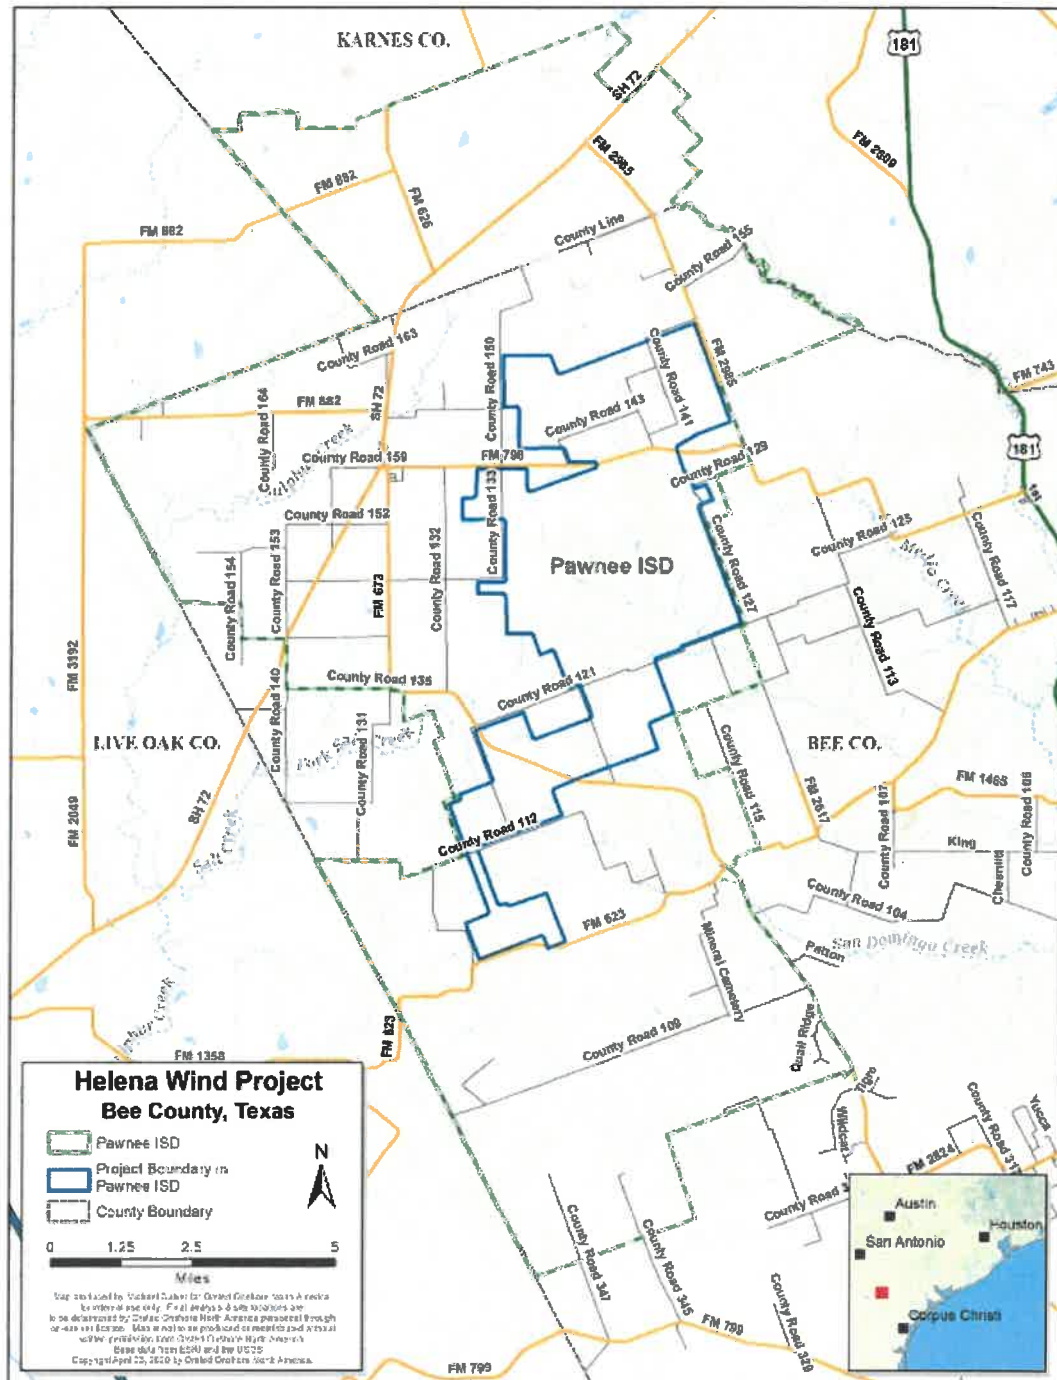 KARNES CO.
181
SH 72
FM 2985
FM 2609
FM 882
FM 882
FM 626
County Line
County Road 155
County Road 163
County Road 150
County Road 141
FM 2985
FM 743
FM 882
SH 72
County Road 164
County Road 143
181
County Road 159
FM 798
County Road 129
County Road 133
County Road 152
County Road 125
Medio Creek
County Road 153
County Road 132
Pawnee ISD
County Road 154
FM 673
County Road 127
County Road 117
County Road 113
FM 3192
County Road 135
County Road 121
County Road 140
County Road 131
LIVE OAK CO.
BEE CO.
County Road 115
FM 2617
FM 1465
County Road 106
County Road 107
FM 2049
SH 72
Salt Creek
County Road 112
King
County Road 104
FM 623
San Domingo Creek
Patton
Mineral Cemetery
County Road 109
Quail Ridge
FM 623
FM 1358
Helena Wind Project
Bee County, Texas
Pawnee ISD
Project Boundary in
Pawnee ISD
County Boundary
N
0 1.25 2.5 5
Miles
Wildcat
Yucca
FM 2824
County Road
County Road 347
County Road 345
County Road 329
FM 799
FM 799
Austin
Houston
San Antonio
Corpus Christi